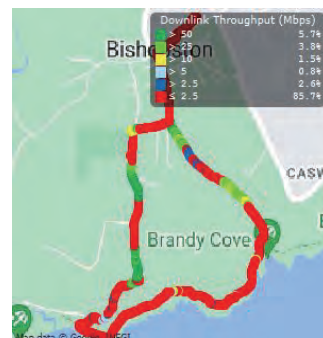 Downlink Throughput (Mbps)
> 50 5.7%
> 25 3.8%
> 10 1.5%
> 5 0.8%
> 2.5 2.6%
≤ 2.5 85.7%
CASW
Brandy Cove
Map data ©